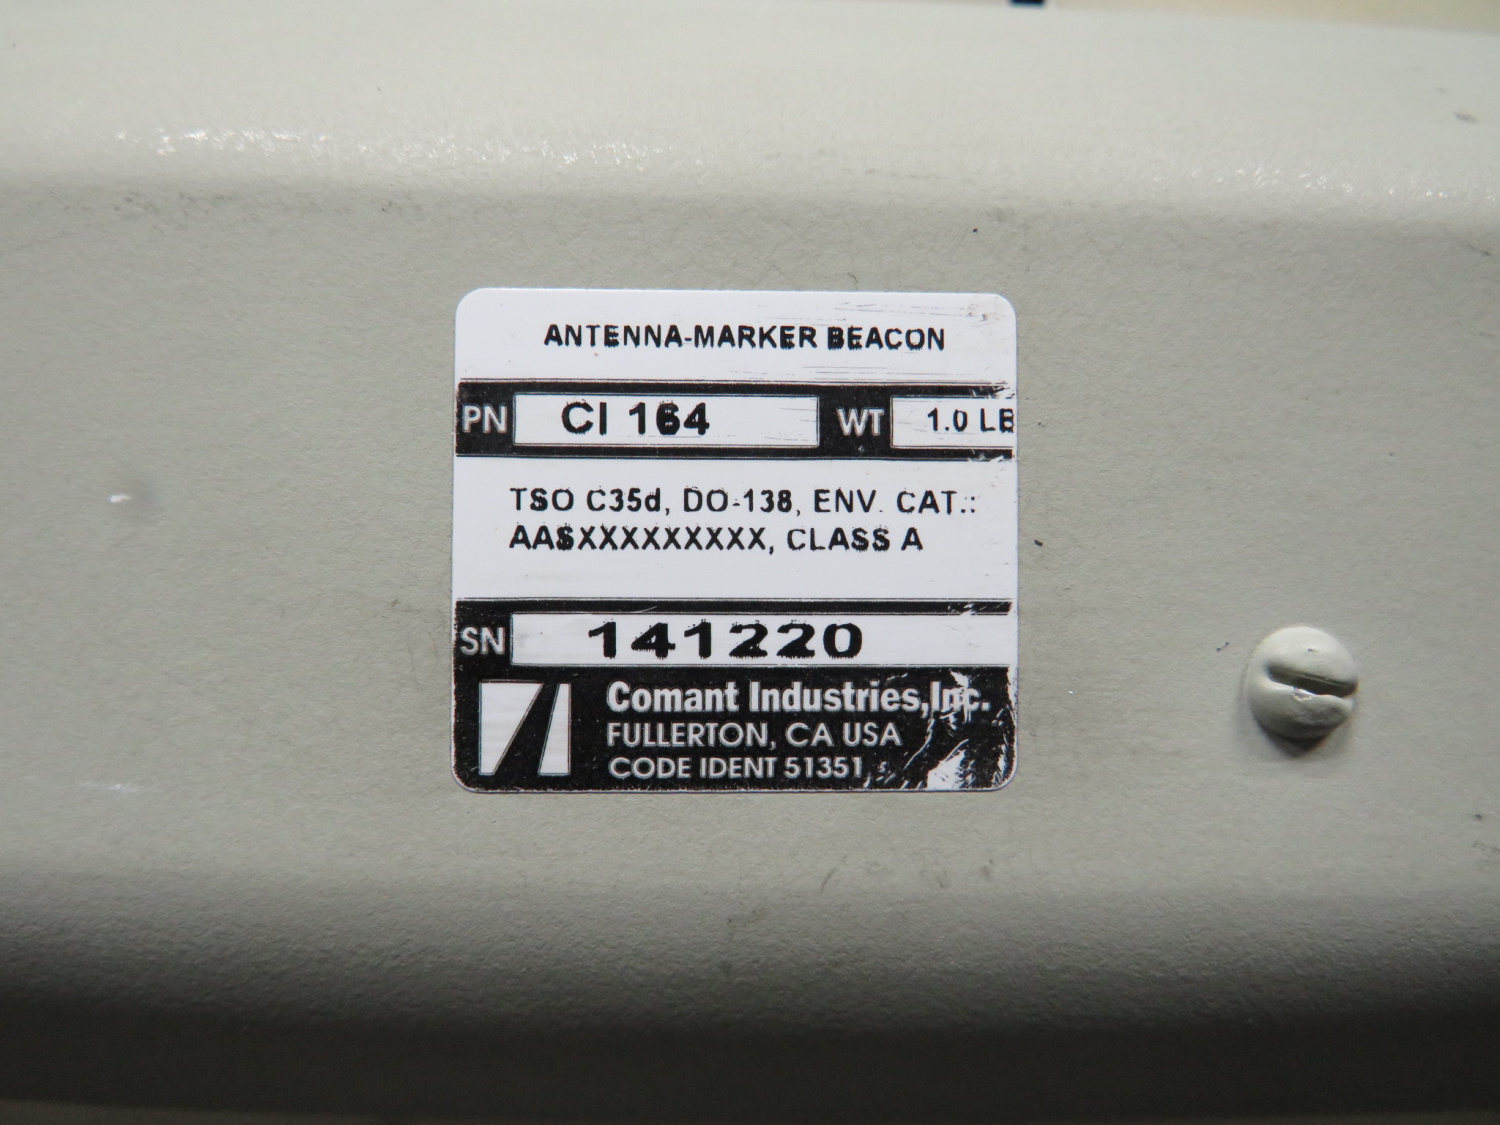 ANTENNA-MARKER BEACON
PN CI 164 WT 1.0 LB
TSO C35d, DO-138, ENV. CAT.:
AASXXXXXXXXXX, CLASS A
SN 141220
Comant Industries,Inc.
FULLERTON, CA USA
CODE IDENT 51351